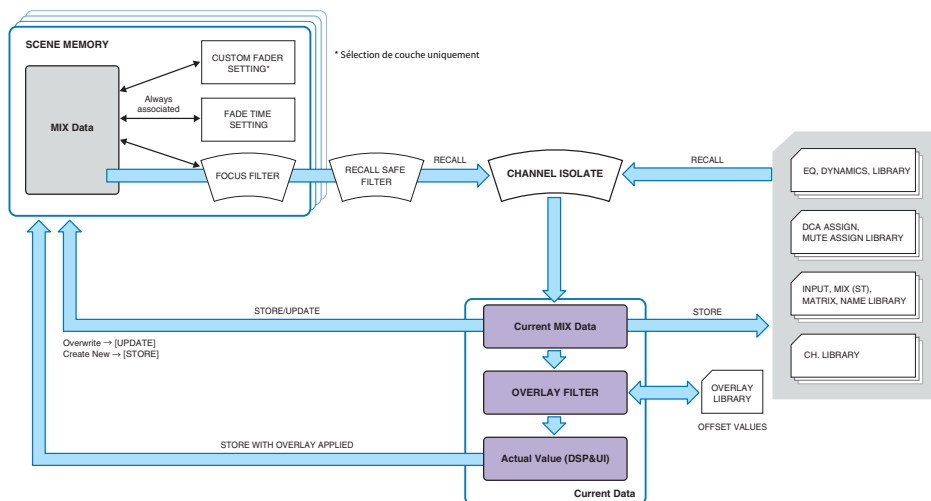 SCENE MEMORY
CUSTOM FADER
SETTING*
* Sélection de couche uniquement
Always
associated
MIX Data
FADE TIME
SETTING
FOCUS FILTER
RECALL SAFE
FILTER
RECALL
CHANNEL ISOLATE
RECALL
EQ, DYNAMICS, LIBRARY
DCA ASSIGN,
MUTE ASSIGN LIBRARY
INPUT, MIX (ST),
MATRIX, NAME LIBRARY
CH. LIBRARY
STORE/UPDATE
Overwrite → [UPDATE]
Create New → [STORE]
Current MIX Data
STORE
OVERLAY FILTER
OVERLAY
LIBRARY
OFFSET VALUES
STORE WITH OVERLAY APPLIED
Actual Value (DSP&UI)
Current Data